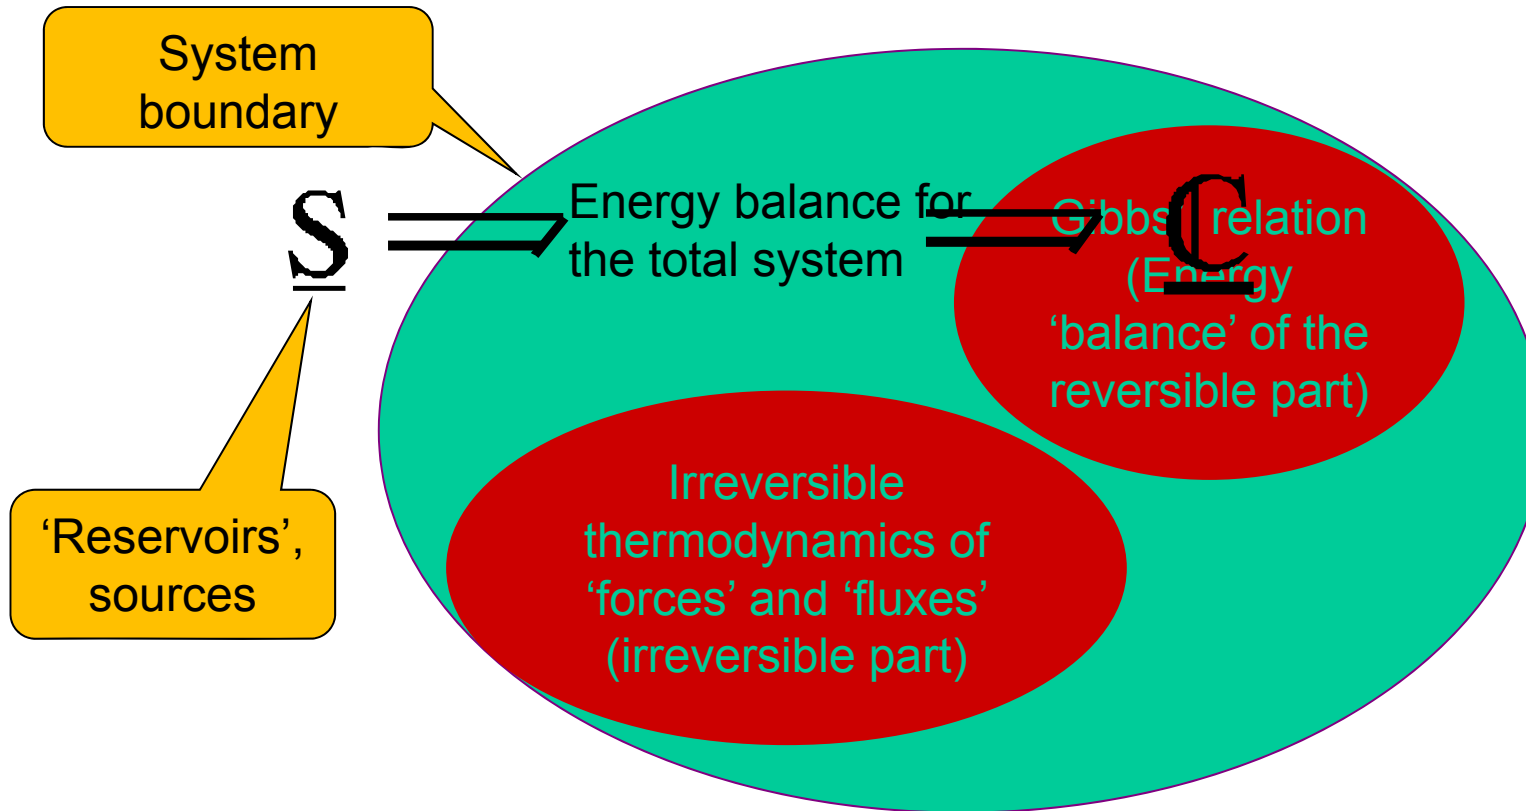 System
boundary
S
Energy balance for
the total system
C
Gibbs' relation
(Energy
‘balance’ of the
reversible part)
Irreversible
thermodynamics of
‘forces’ and ‘fluxes’
(irreversible part)
‘Reservoirs’,
sources